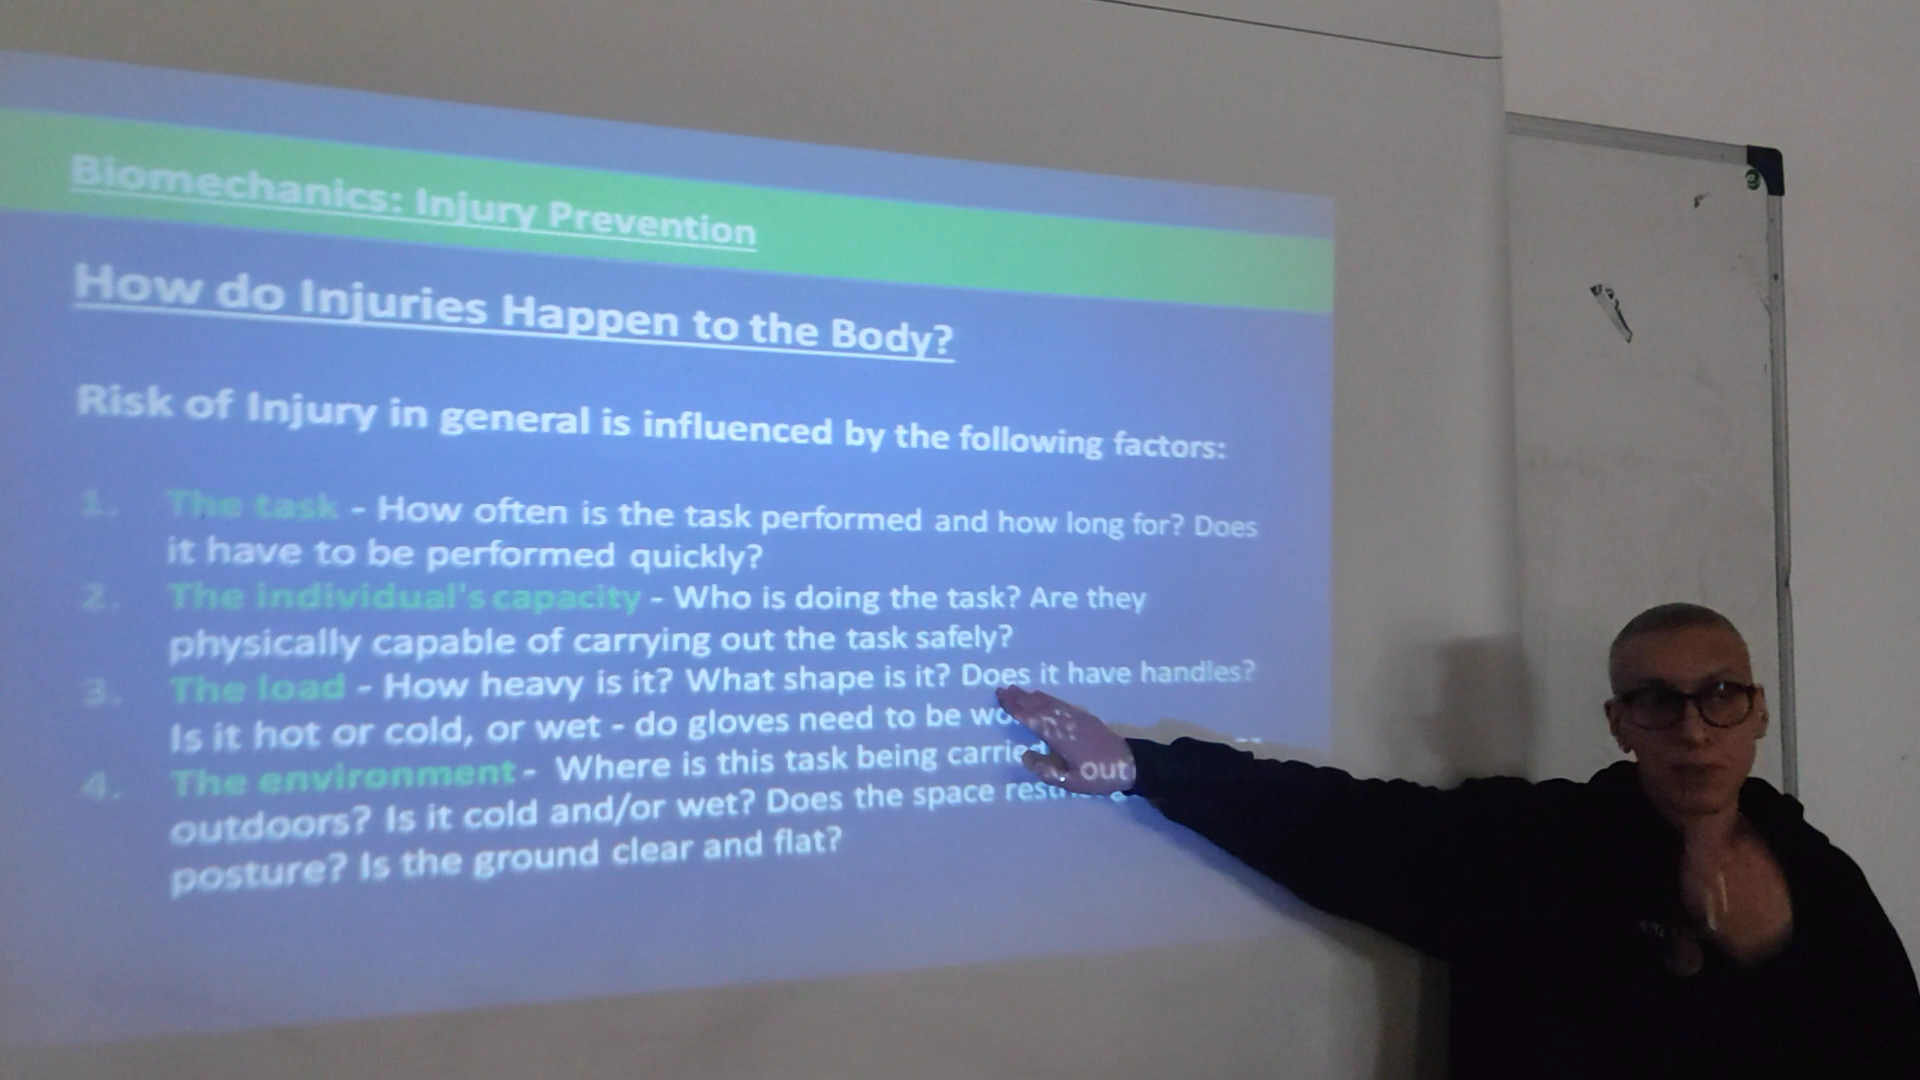 Biomechanics: Injury Prevention
How do Injuries Happen to the Body?
Risk of Injury in general is influenced by the following factors:
1. The task - How often is the task performed and how long for? Does
it have to be performed quickly?
2. The individual's capacity - Who is doing the task? Are they
physically capable of carrying out the task safely?
3. The load - How heavy is it? What shape is it? Does it have handles?
Is it hot or cold, or wet - do gloves need to be
4. The environment - Where is this task being carried out
outdoors? Is it cold and/or wet? Does the space
posture? Is the ground clear and flat?